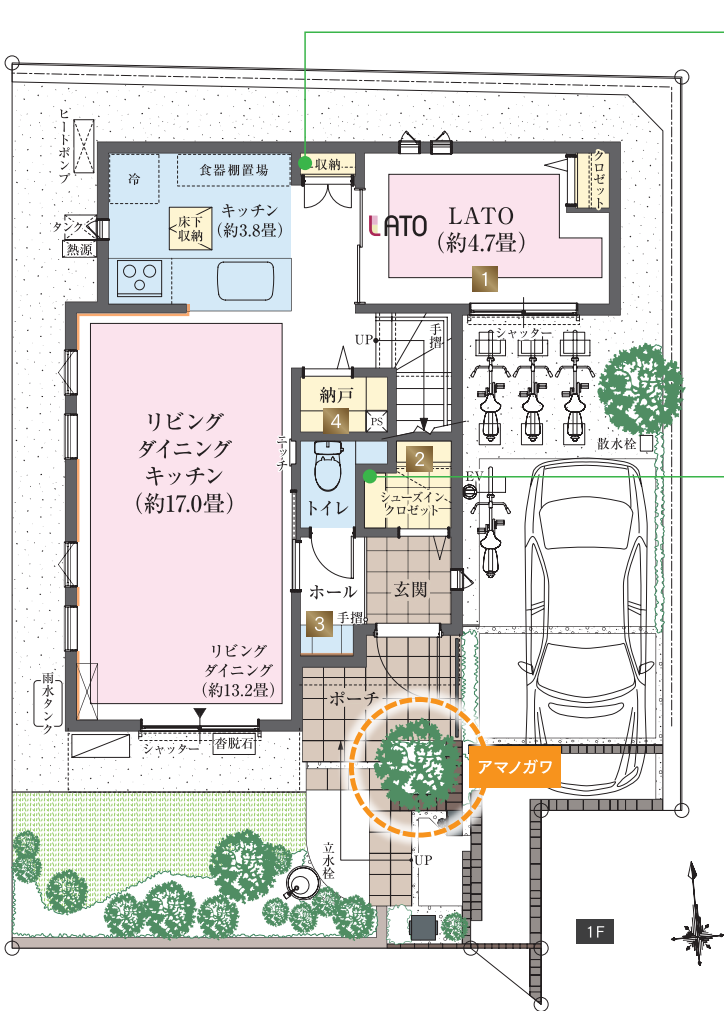 ヒートポンプ
冷
食器棚置場
収納
クロゼット
キッチン
(約3.8畳)
床下
収納
LATO
LATO
(約4.7畳)
1
タンク
熱源
シャッター
UP
手摺
納戸
4
PS
リビング
ダイニング
キッチン
(約17.0畳)
ニッチ
2
シューズイン
クロゼット
トイレ
散水栓
EV
ホール
3
手摺
玄関
リビング
ダイニング
(約13.2畳)
雨水タンク
ポーチ
シャッター
沓脱石
アマノガワ
立水栓
UP
1F